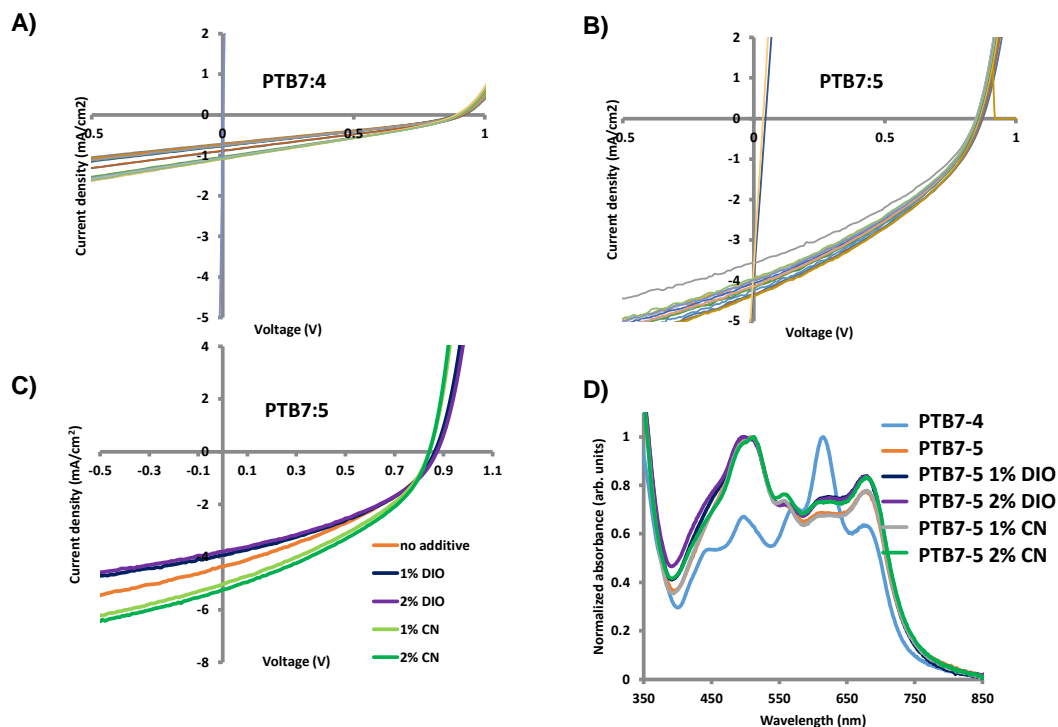 A)
2
1
0
-1
-2
-3
-4
-5
0.5
0
0.5
1
PTB7:4
Current density (mA/cm2)
Voltage (V)
B)
2
1
0
-1
-2
-3
-4
-5
0.5
0
0.5
1
PTB7:5
Current density (mA/cm2)
Voltage (V)
C)
4
2
0
-2
-4
-6
-8
-0.5
-0.3
-0.1
0.1
0.3
0.5
0.7
0.9
1.1
PTB7:5
Current density (mA/cm²)
Voltage (V)
no additive
1% DIO
2% DIO
1% CN
2% CN
D)
1
0.8
0.6
0.4
0.2
0
350
450
550
650
750
850
Normalized absorbance (arb. units)
Wavelength (nm)
PTB7-4
PTB7-5
PTB7-5 1% DIO
PTB7-5 2% DIO
PTB7-5 1% CN
PTB7-5 2% CN